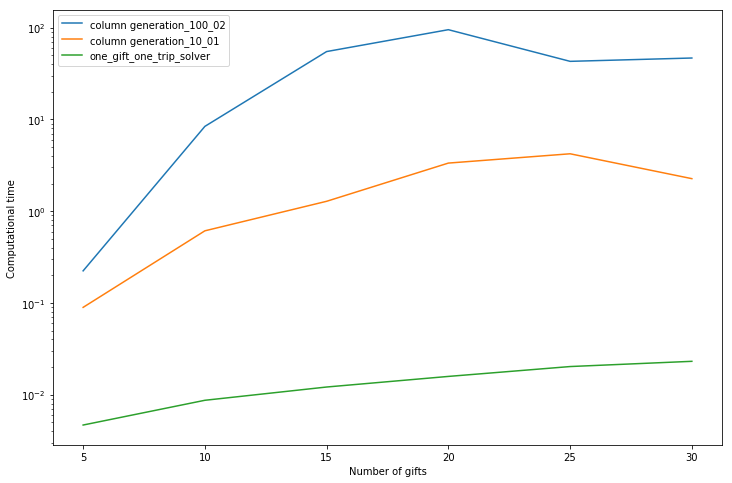 column generation_100_02
column generation_10_01
one_gift_one_trip_solver
10²
10¹
10⁰
10⁻¹
10⁻²
Computational time
5 10 15 20 25 30
Number of gifts